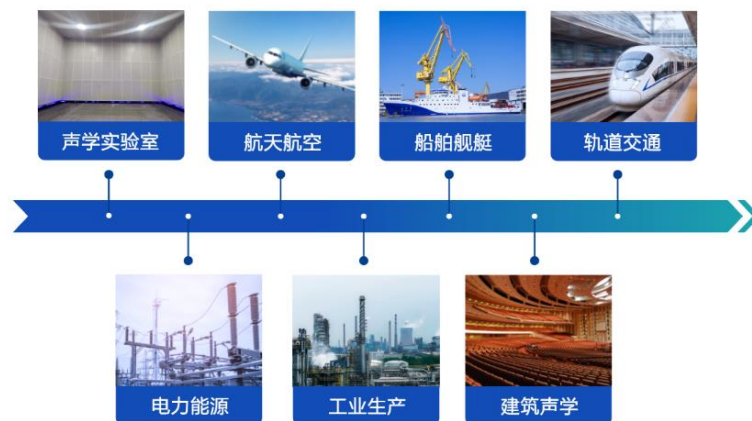 声学实验室
航天航空
船舶舰艇
轨道交通
电力能源
工业生产
建筑声学